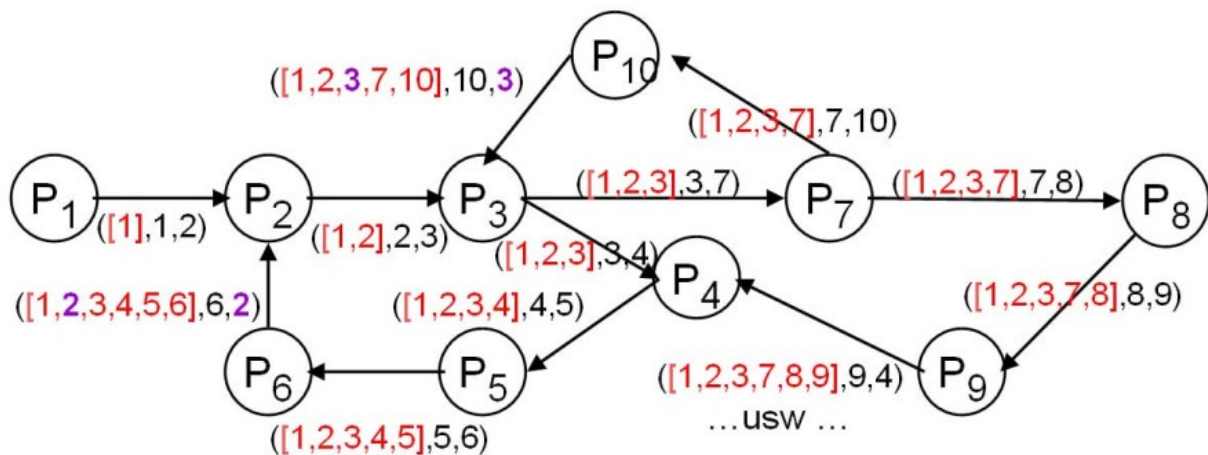 P10
([1,2,3,7,10],10,3)
([1,2,3,7],7,10)
P1
P2
P3
([1,2,3],3,7)
P7
([1,2,3,7],7,8)
P8
([1],1,2)
([1,2],2,3)
([1,2,3],3,4)
P4
([1,2,3,4,5,6],6,2)
([1,2,3,4],4,5)
([1,2,3,7,8],8,9)
P6
P5
([1,2,3,7,8,9],9,4)
P9
...usw ...
([1,2,3,4,5],5,6)